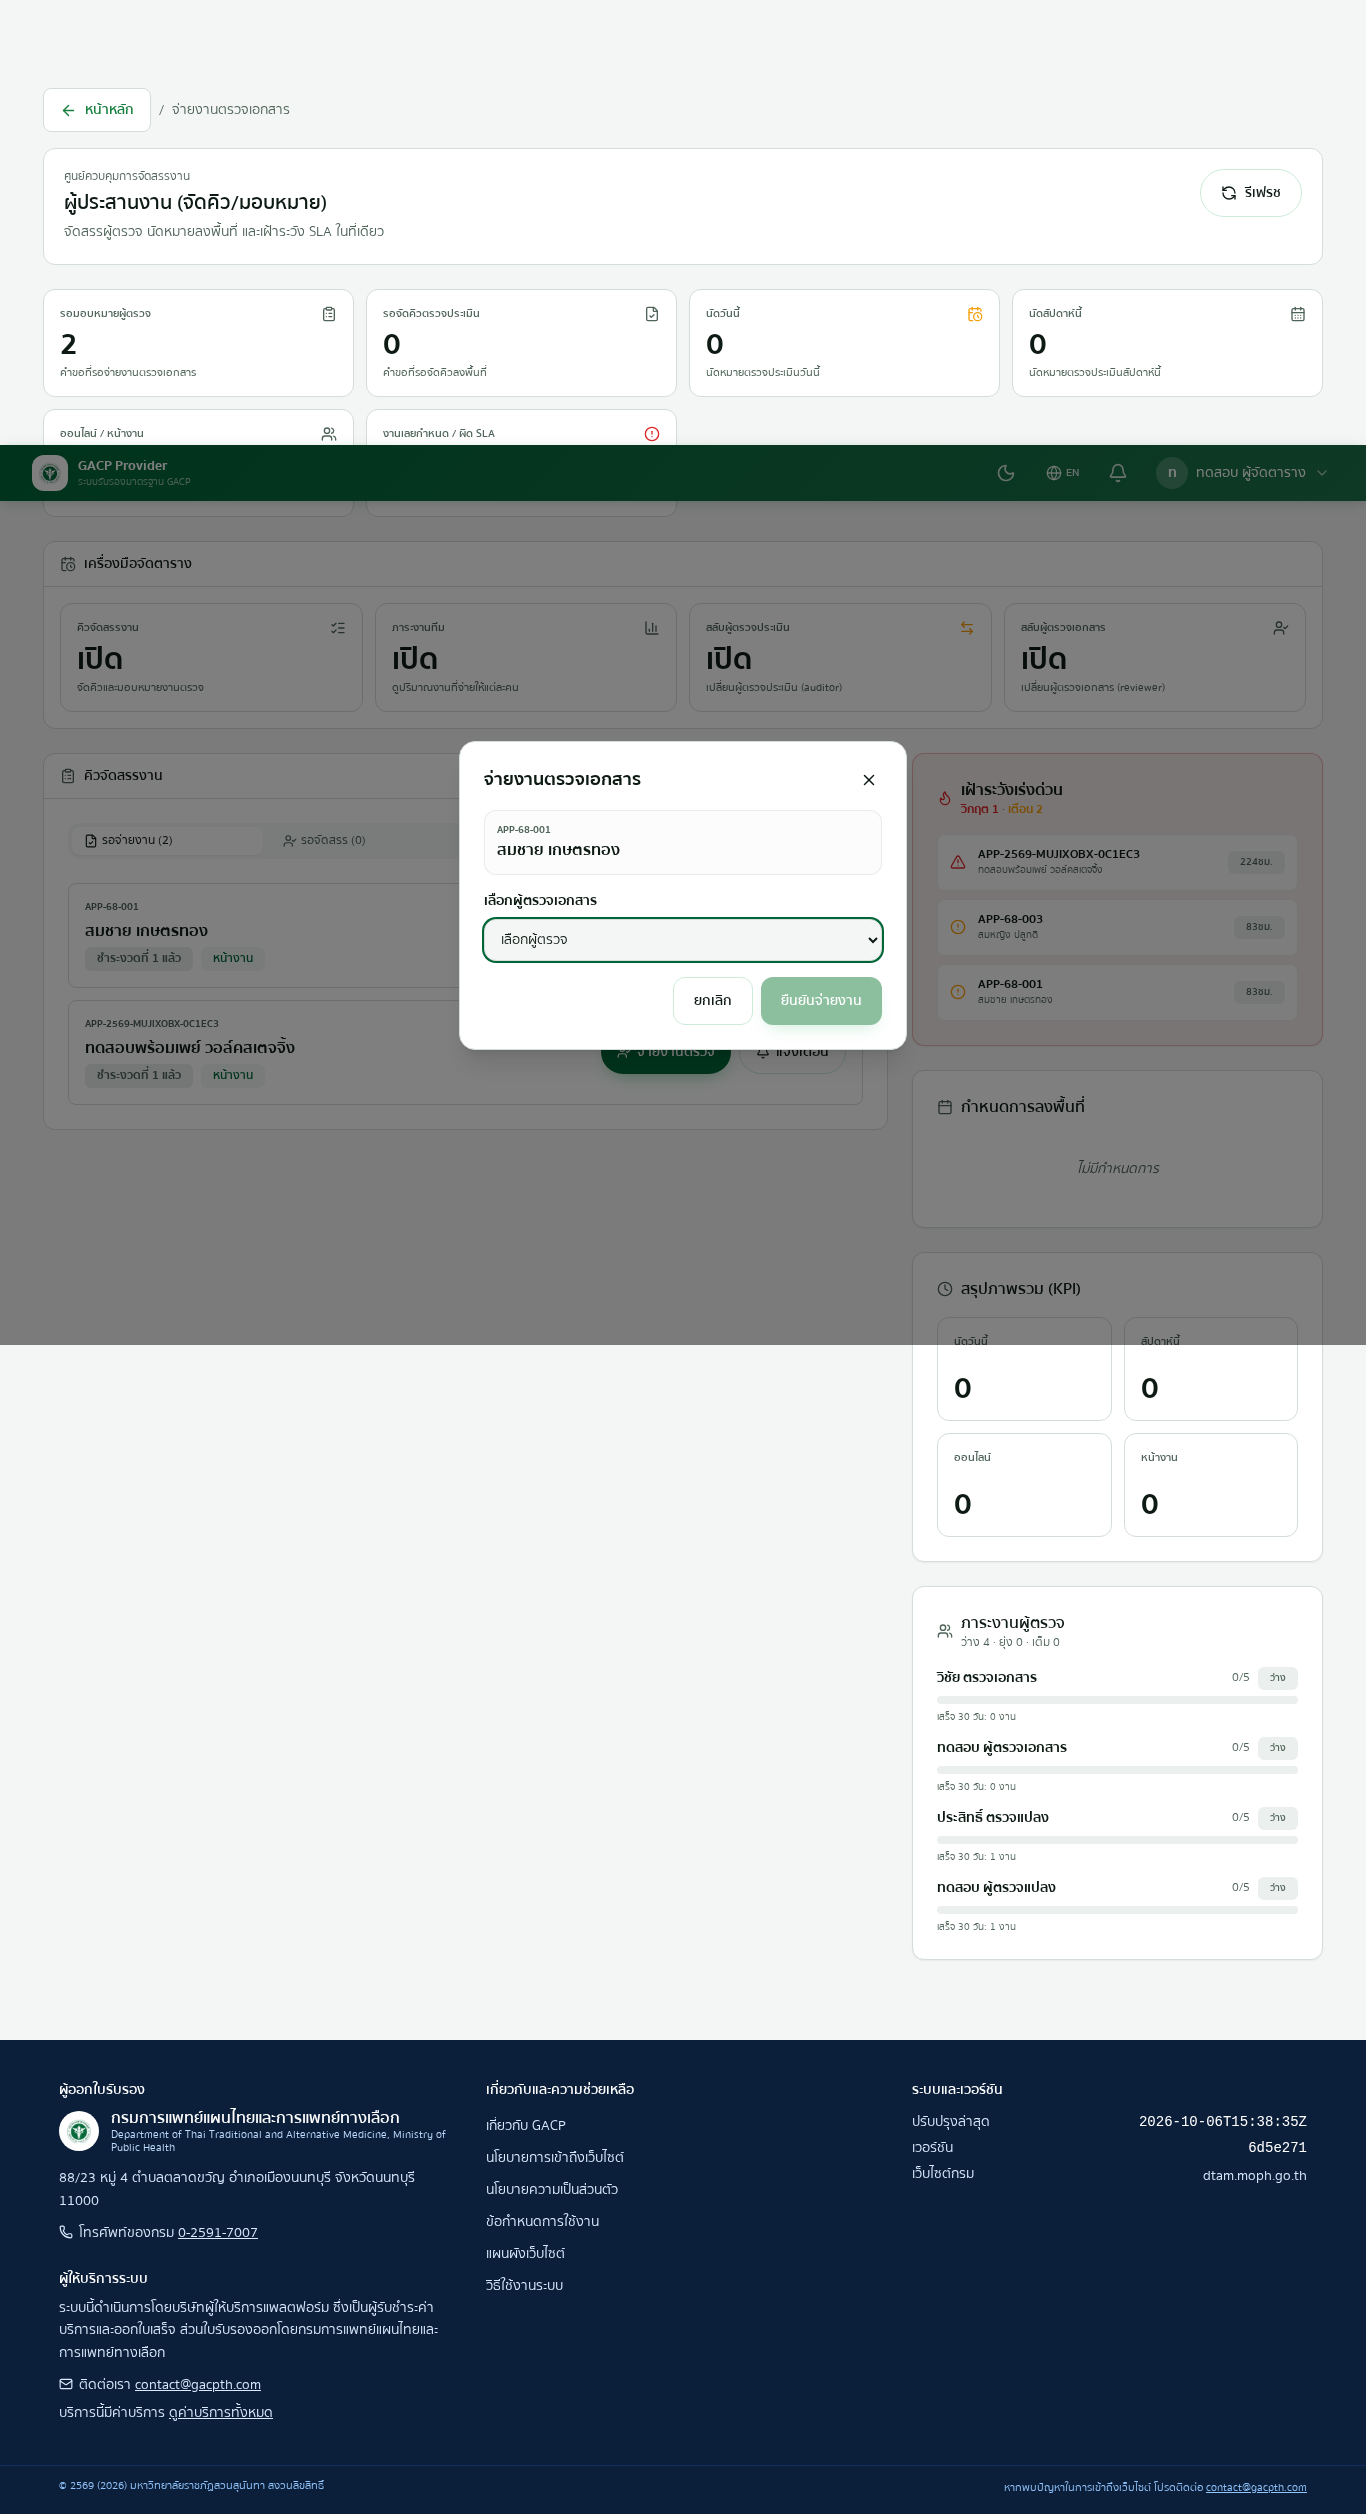 หน้าหลัก / จ่ายงานตรวจเอกสาร
ศูนย์ควบคุมการจัดสรรงาน
ผู้ประสานงาน (จัดคิว/มอบหมาย)
จัดสรรผู้ตรวจ นัดหมายลงพื้นที่ และเฝ้าระวัง SLA ในที่เดียว
รีเฟรช
รอมอบหมายผู้ตรวจ
2
คำขอที่รอจ่ายงานตรวจเอกสาร
รอจัดคิวตรวจประเมิน
0
คำขอที่รอจัดคิวลงพื้นที่
นัดวันนี้
0
นัดหมายตรวจประเมินวันนี้
นัดสัปดาห์นี้
0
นัดหมายตรวจประเมินสัปดาห์นี้
ออนไลน์ / หน้างาน
งานเลยกำหนด / ผิด SLA
GACP Provider
ระบบรับรองมาตรฐาน GACP
EN
ท
ทดสอบ ผู้จัดตาราง
เครื่องมือจัดตาราง
คิวจัดสรรงาน
เปิด
จัดคิวและมอบหมายงานตรวจ
ภาระงานทีม
เปิด
ดูปริมาณงานที่จ่ายให้แต่ละคน
สลับผู้ตรวจประเมิน
เปิด
เปลี่ยนผู้ตรวจประเมิน (auditor)
สลับผู้ตรวจเอกสาร
เปิด
เปลี่ยนผู้ตรวจเอกสาร (reviewer)
คิวจัดสรรงาน
รอจ่ายงาน (2)
รอจัดสรร (0)
APP-68-001
สมชาย เกษตรทอง
ชำระงวดที่ 1 แล้ว
หน้างาน
APP-2569-MUJIXOBX-0C1EC3
ทดสอบพร้อมเพย์ วอล์คสเตจจิ้ง
ชำระงวดที่ 1 แล้ว
หน้างาน
จ่ายงานตรวจ
แจ้งเตือน
จ่ายงานตรวจเอกสาร
APP-68-001
สมชาย เกษตรทอง
เลือกผู้ตรวจเอกสาร
เลือกผู้ตรวจ
ยกเลิก
ยืนยันจ่ายงาน
เฝ้าระวังเร่งด่วน
วิกฤต 1 · เตือน 2
APP-2569-MUJIXOBX-0C1EC3
ทดสอบพร้อมเพย์ วอล์คสเตจจิ้ง
224ชม.
APP-68-003
สมหญิง ปลูกดี
83ชม.
APP-68-001
สมชาย เกษตรทอง
83ชม.
กำหนดการลงพื้นที่
ไม่มีกำหนดการ
สรุปภาพรวม (KPI)
นัดวันนี้
0
สัปดาห์นี้
0
ออนไลน์
0
หน้างาน
0
ภาระงานผู้ตรวจ
ว่าง 4 · ยุ่ง 0 · เต็ม 0
วิชัย ตรวจเอกสาร
0/5 ว่าง
เสร็จ 30 วัน: 0 งาน
ทดสอบ ผู้ตรวจเอกสาร
0/5 ว่าง
เสร็จ 30 วัน: 0 งาน
ประสิทธิ์ ตรวจแปลง
0/5 ว่าง
เสร็จ 30 วัน: 1 งาน
ทดสอบ ผู้ตรวจแปลง
0/5 ว่าง
เสร็จ 30 วัน: 1 งาน
ผู้ออกใบรับรอง
กรมการแพทย์แผนไทยและการแพทย์ทางเลือก
Department of Thai Traditional and Alternative Medicine, Ministry of
Public Health
88/23 หมู่ 4 ตำบลตลาดขวัญ อำเภอเมืองนนทบุรี จังหวัดนนทบุรี
11000
โทรศัพท์ของกรม 0-2591-7007
ผู้ให้บริการระบบ
ระบบนี้ดำเนินการโดยบริษัทผู้ให้บริการแพลตฟอร์ม ซึ่งเป็นผู้รับชำระค่า
บริการและออกใบเสร็จ ส่วนใบรับรองออกโดยกรมการแพทย์แผนไทยและ
การแพทย์ทางเลือก
ติดต่อเรา contact@gacpth.com
บริการนี้มีค่าบริการ ดูค่าบริการทั้งหมด
เกี่ยวกับและความช่วยเหลือ
เกี่ยวกับ GACP
นโยบายการเข้าถึงเว็บไซต์
นโยบายความเป็นส่วนตัว
ข้อกำหนดการใช้งาน
แผนผังเว็บไซต์
วิธีใช้งานระบบ
ระบบและเวอร์ชัน
ปรับปรุงล่าสุด 2026-10-06T15:38:35Z
เวอร์ชัน 6d5e271
เว็บไซต์กรม dtam.moph.go.th
© 2569 (2026) มหาวิทยาลัยราชภัฏสวนสุนันทา สงวนลิขสิทธิ์
หากพบปัญหาในการเข้าถึงเว็บไซต์ โปรดติดต่อ contact@gacpth.com